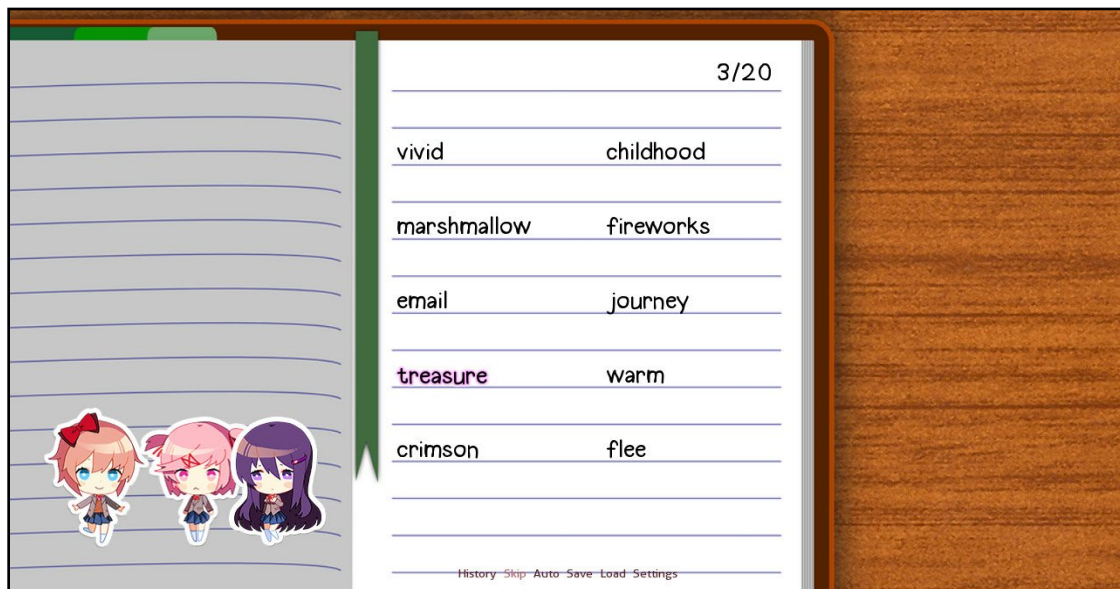 3/20
vivid childhood
marshmallow fireworks
email journey
treasure warm
crimson flee
History Skip Auto Save Load Settings